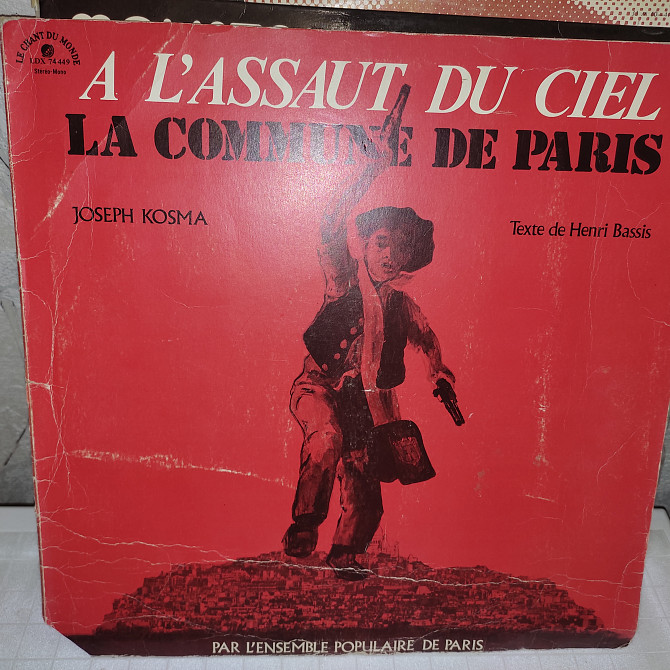 LE CHANT DU MONDE
LDX 74449
Stéréo-Mono
A L'ASSAUT DU CIEL
LA COMMUNE DE PARIS
JOSEPH KOSMA
Texte de Henri Bassis
PAR L'ENSEMBLE POPULAIRE DE PARIS